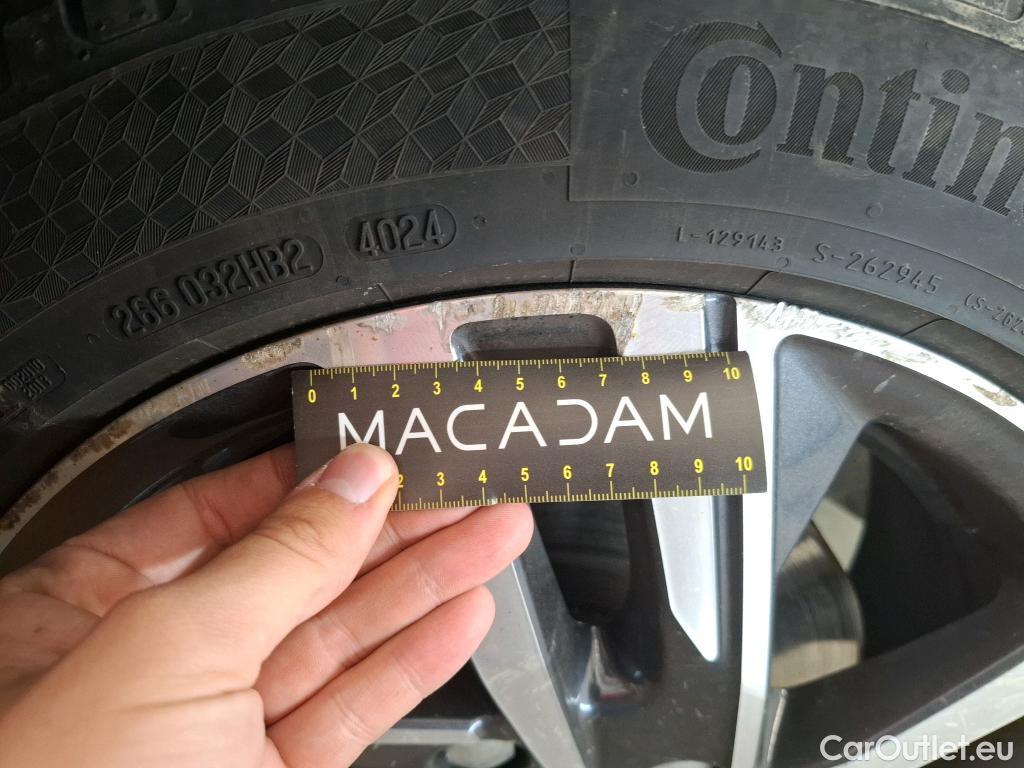 Contin
4024
266 032HB2
L-129143
S-262945
(S-262
0 1 2 3 4 5 6 7 8 9 10
MACADAM
2 3 4 5 6 7 8 9 10
CarOutlet.eu